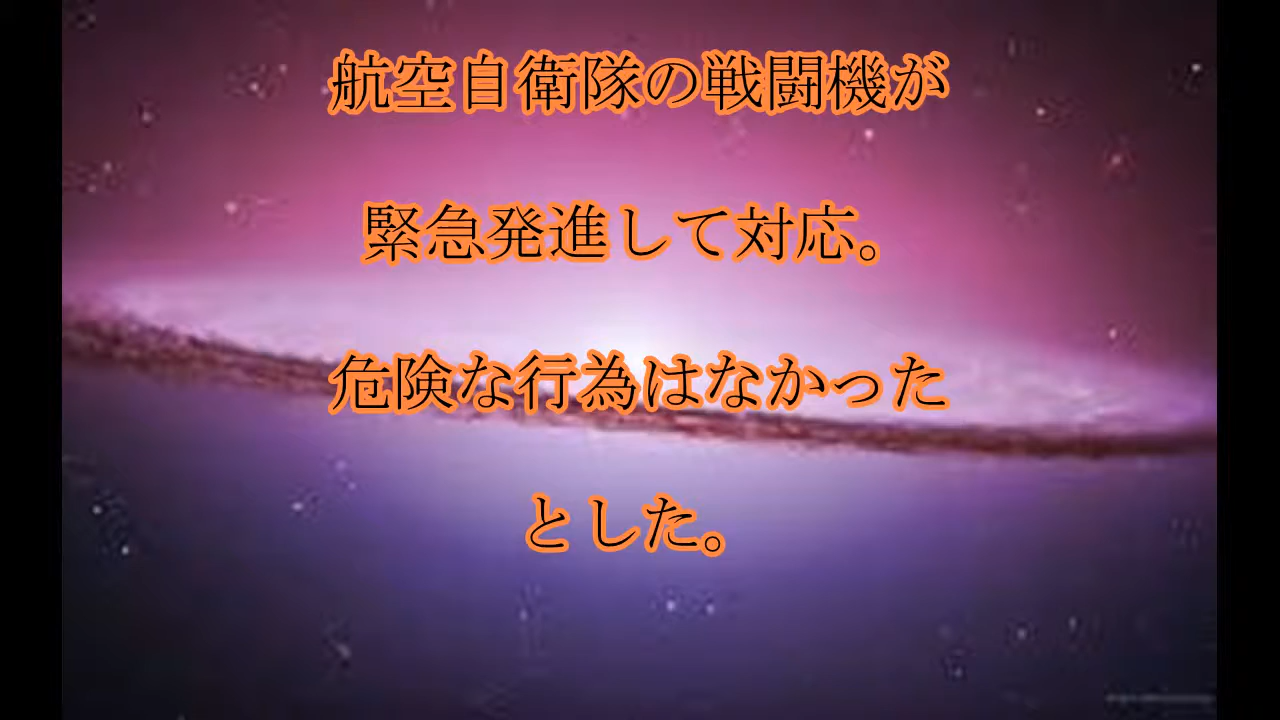 航空自衛隊の戦闘機が
緊急発進して対応。
危険な行為はなかった
とした。